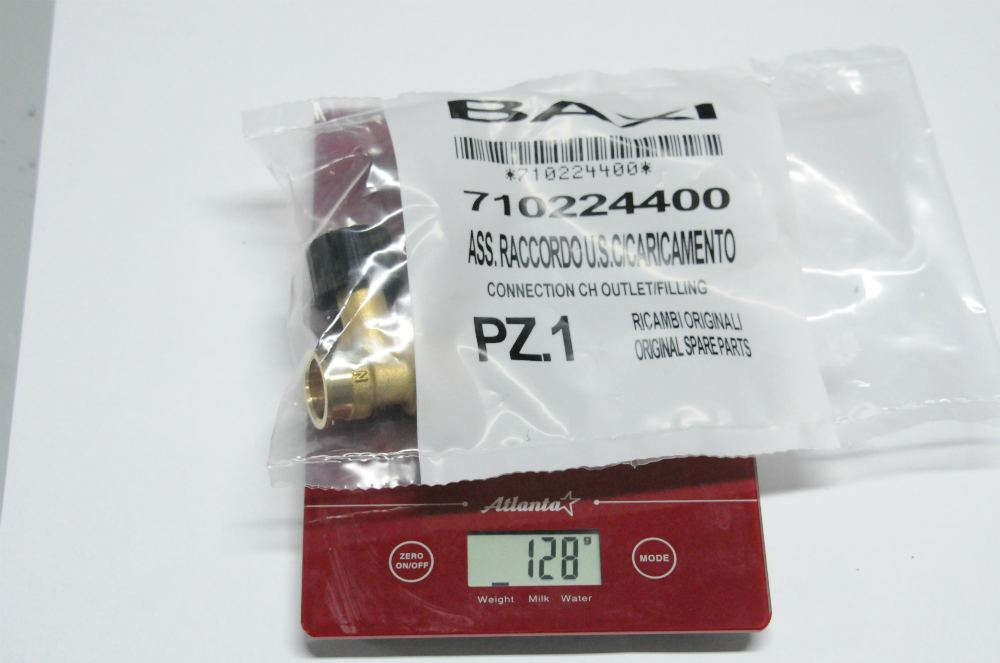 BAXI
*710224400*
710224400
ASS. RACCORDO U.S.C/CARICAMENTO
CONNECTION CH OUTLET/FILLING
PZ.1
RICAMBI ORIGINALI
ORIGINAL SPARE PARTS
Atlanta
ZERO
ON/OFF
128 g
MODE
Weight Milk Water